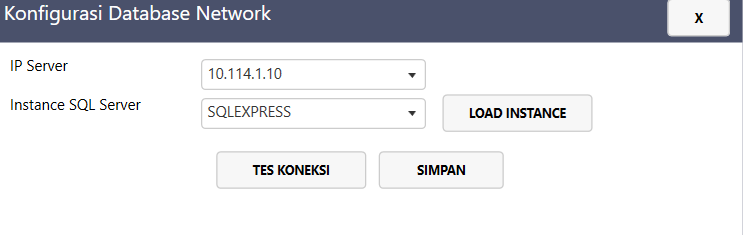 Konfigurasi Database Network
X
IP Server
10.114.1.10
Instance SQL Server
SQLEXPRESS
LOAD INSTANCE
TES KONEKSI
SIMPAN